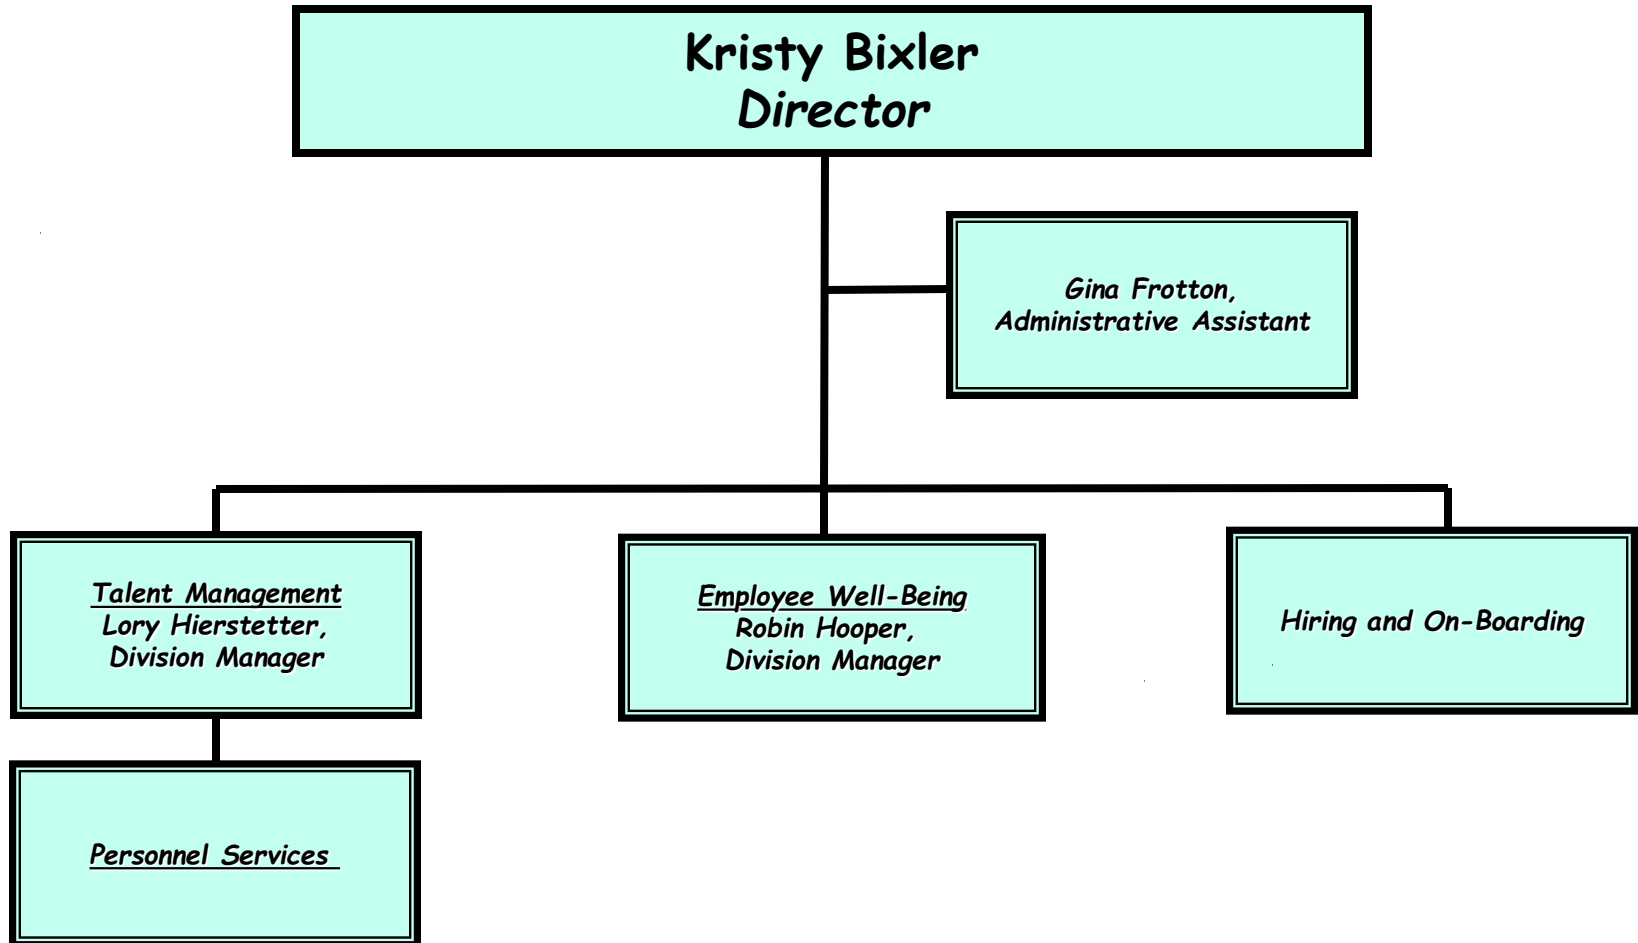 Kristy Bixler
Director
Gina Frotton,
Administrative Assistant
Talent Management
Lory Hierstetter,
Division Manager
Employee Well-Being
Robin Hooper,
Division Manager
Hiring and On-Boarding
Personnel Services